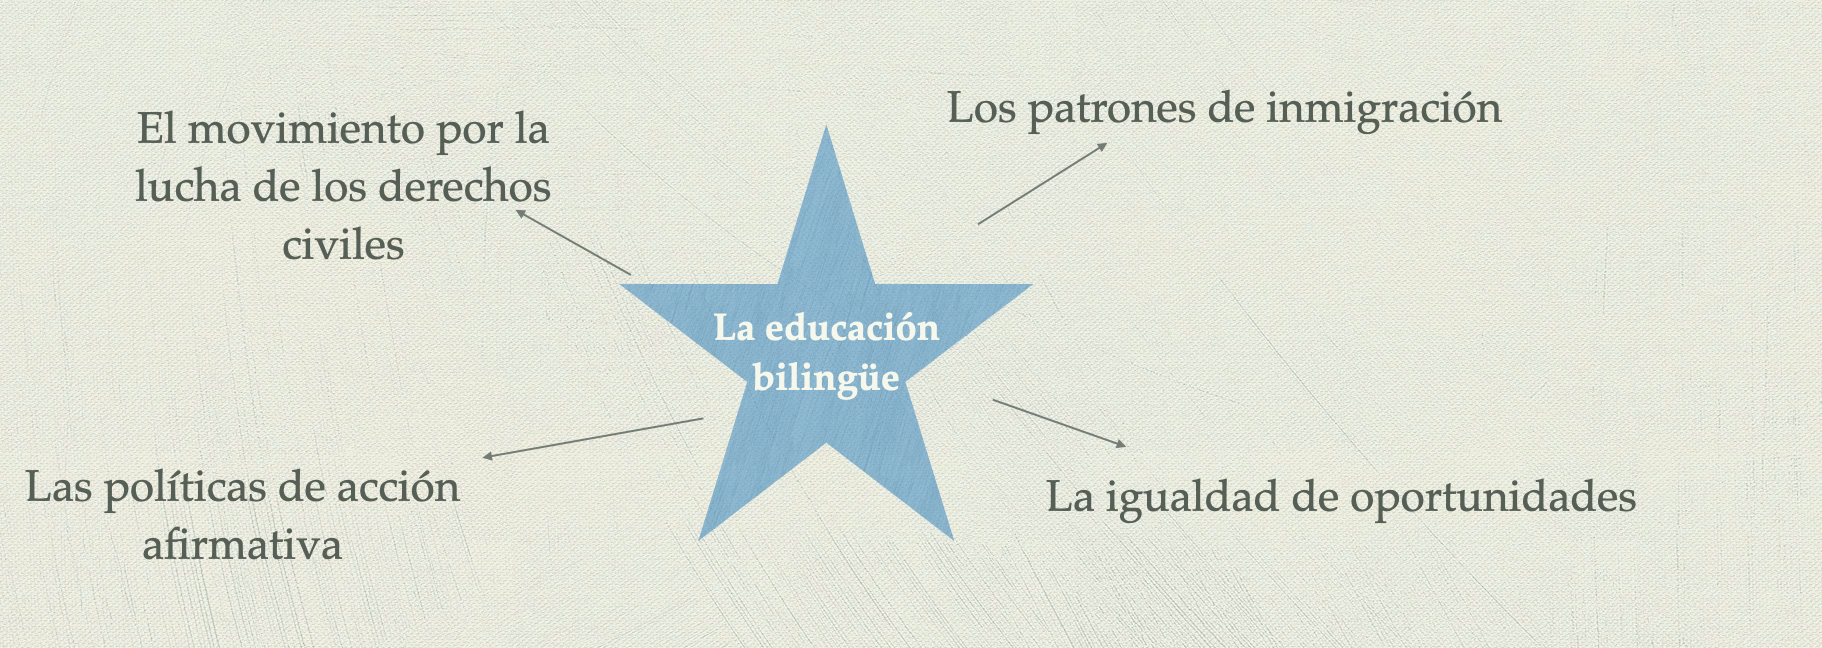 El movimiento por la
lucha de los derechos
civiles
Los patrones de inmigración
La educación
bilingüe
Las políticas de acción
afirmativa
La igualdad de oportunidades